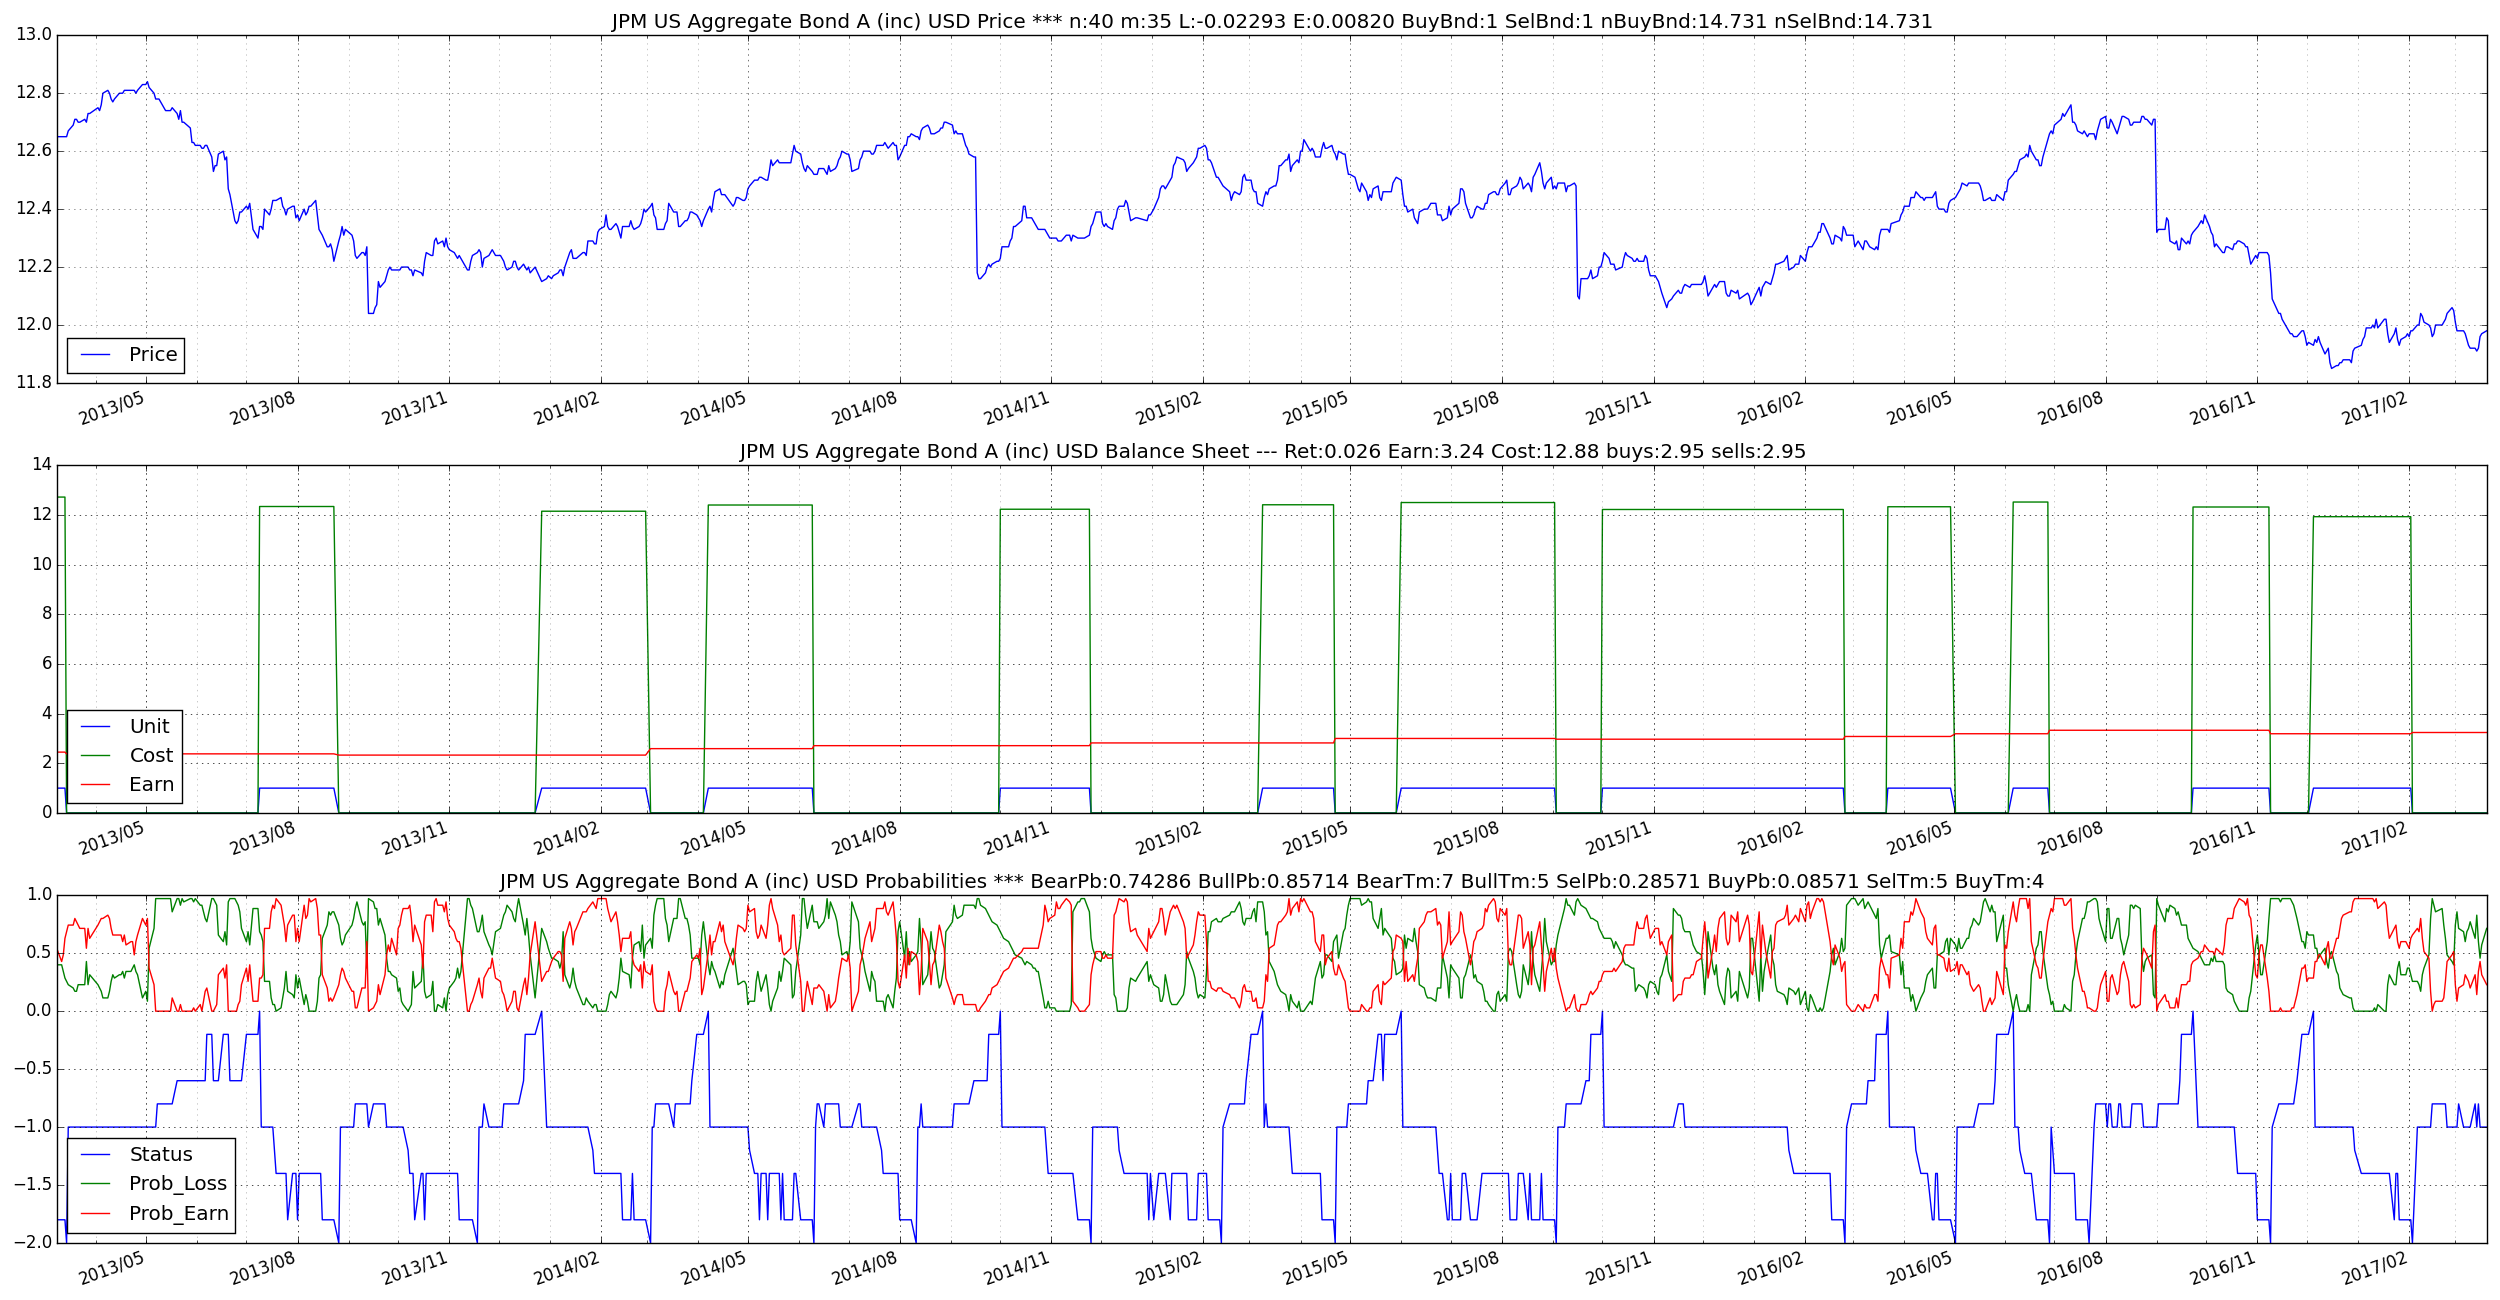 JPM US Aggregate Bond A (inc) USD Price *** n:40 m:35 L:-0.02293 E:0.00820 BuyBnd:1 SelBnd:1 nBuyBnd:14.731 nSelBnd:14.731
13.0
12.8
12.6
12.4
12.2
12.0
11.8
Price
2013/05 2013/08 2013/11 2014/02 2014/05 2014/08 2014/11 2015/02 2015/05 2015/08 2015/11 2016/02 2016/05 2016/08 2016/11 2017/02
JPM US Aggregate Bond A (inc) USD Balance Sheet --- Ret:0.026 Earn:3.24 Cost:12.88 buys:2.95 sells:2.95
14
12
10
8
6
4
2
0
Unit
Cost
Earn
2013/05 2013/08 2013/11 2014/02 2014/05 2014/08 2014/11 2015/02 2015/05 2015/08 2015/11 2016/02 2016/05 2016/08 2016/11 2017/02
JPM US Aggregate Bond A (inc) USD Probabilities *** BearPb:0.74286 BullPb:0.85714 BearTm:7 BullTm:5 SelPb:0.28571 BuyPb:0.08571 SelTm:5 BuyTm:4
1.0
0.5
0.0
−0.5
−1.0
−1.5
−2.0
Status
Prob_Loss
Prob_Earn
2013/05 2013/08 2013/11 2014/02 2014/05 2014/08 2014/11 2015/02 2015/05 2015/08 2015/11 2016/02 2016/05 2016/08 2016/11 2017/02